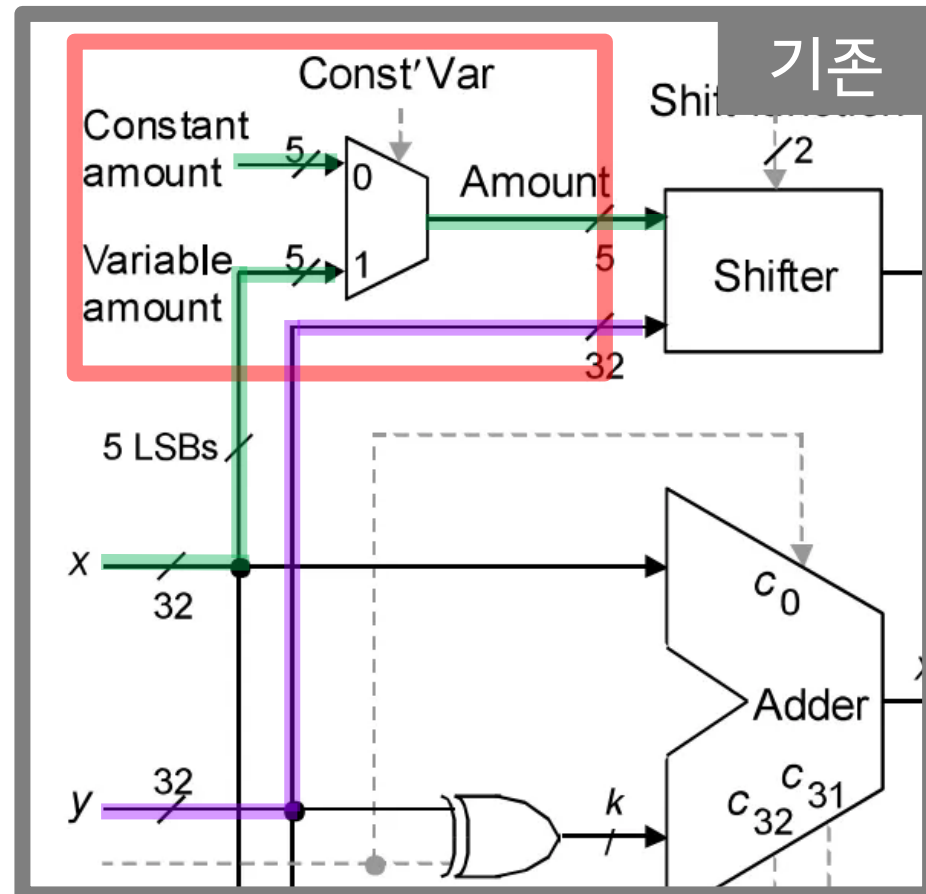 기존
Const′Var
Constant
amount
5
0
Amount
5
Variable
amount
5
1
2
Shifter
32
5 LSBs
x
32
c0
Adder
y
32
k
c31
c32